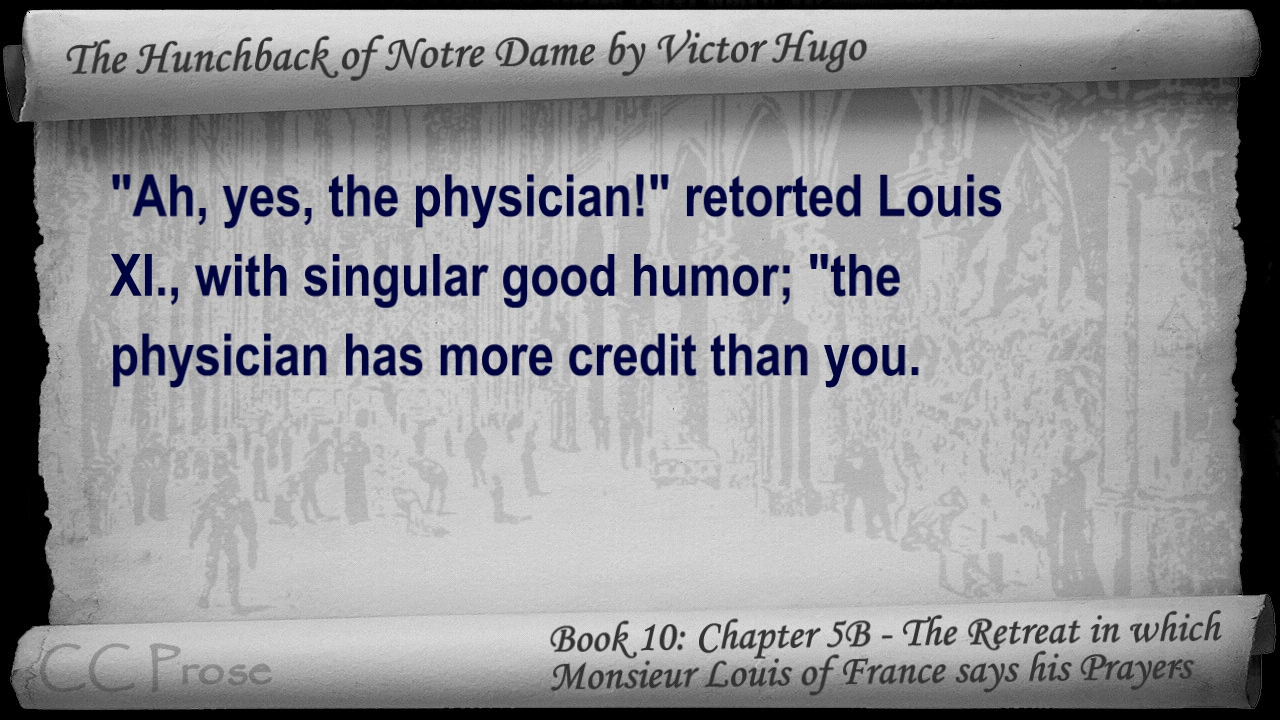 The Hunchback of Notre Dame by Victor Hugo
"Ah, yes, the physician!" retorted Louis
XI., with singular good humor; "the
physician has more credit than you.
CC Prose
Book 10: Chapter 5B - The Retreat in which
Monsieur Louis of France says his Prayers